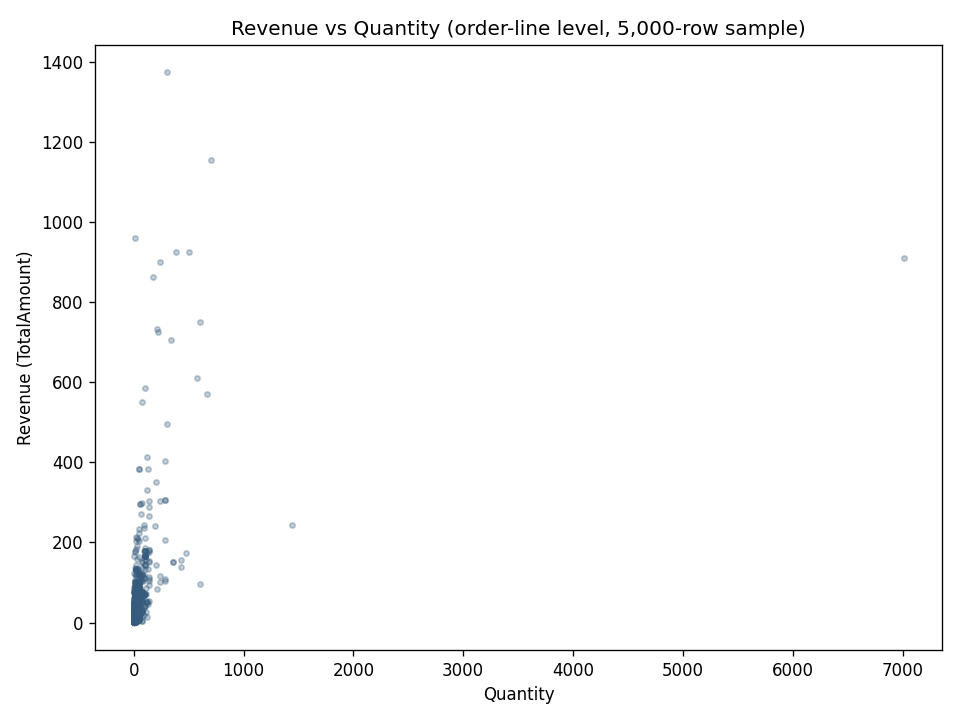 Revenue vs Quantity (order-line level, 5,000-row sample)
1400
1200
1000
800
600
400
200
0
Revenue (TotalAmount)
0 1000 2000 3000 4000 5000 6000 7000
Quantity